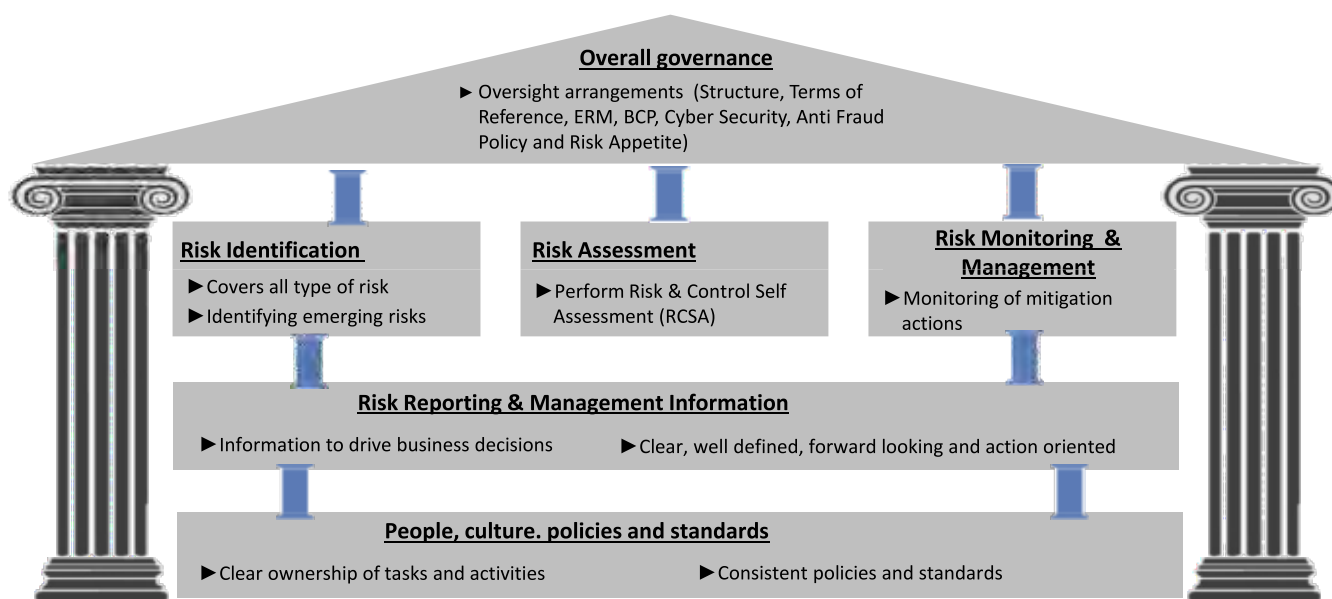 Overall governance
► Oversight arrangements (Structure, Terms of
Reference, ERM, BCP, Cyber Security, Anti Fraud
Policy and Risk Appetite)
Risk Identification
► Covers all type of risk
► Identifying emerging risks
Risk Assessment
► Perform Risk & Control Self
Assessment (RCSA)
Risk Monitoring &
Management
► Monitoring of mitigation
actions
Risk Reporting & Management Information
► Information to drive business decisions
► Clear, well defined, forward looking and action oriented
People, culture. policies and standards
► Clear ownership of tasks and activities
► Consistent policies and standards